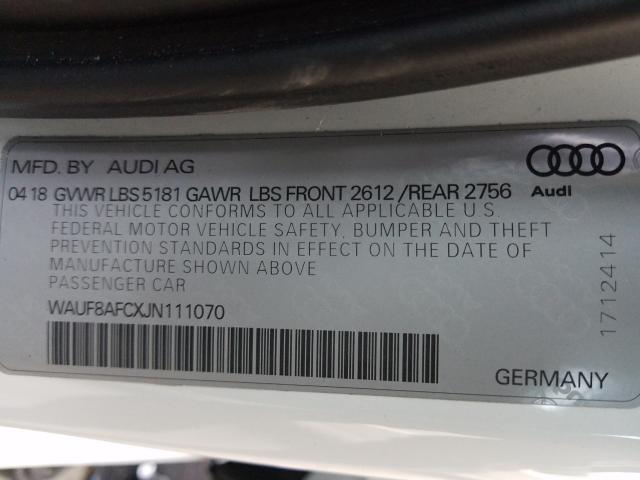 MFD. BY AUDI AG
04 18 GVWR LBS 5181 GAWR LBS FRONT 2612 /REAR 2756
Audi
THIS VEHICLE CONFORMS TO ALL APPLICABLE U.S.
FEDERAL MOTOR VEHICLE SAFETY, BUMPER AND THEFT
PREVENTION STANDARDS IN EFFECT ON THE DATE OF
MANUFACTURE SHOWN ABOVE
PASSENGER CAR
WAUF8AFCXJN111070
1712414
GERMANY